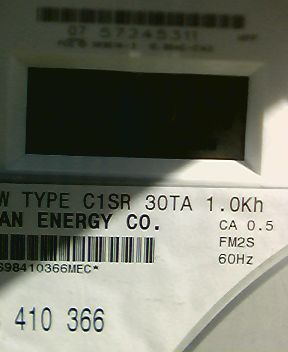 07 57345311
W TYPE C1SR 30TA 1.0Kh
AN ENERGY CO.
CA 0.5
FM2S
60Hz
698410366MEC*
410 366